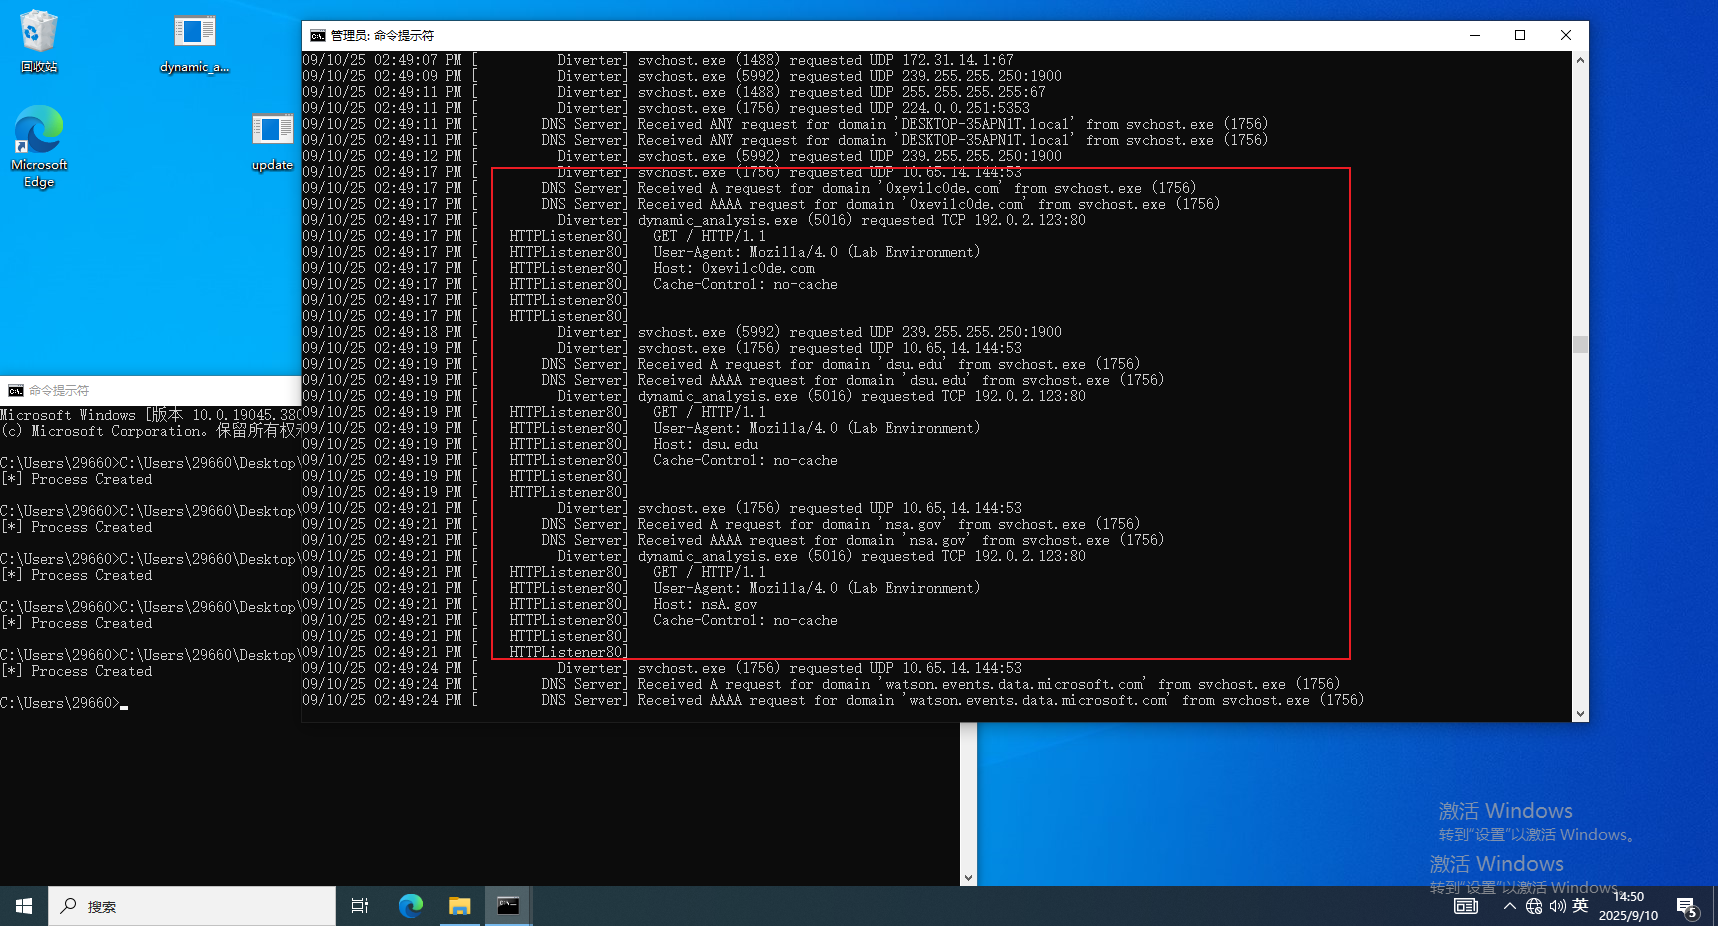 回收站
dynamic_a...
Microsoft
Edge
update
管理员: 命令提示符
09/10/25 02:49:07 PM [          Diverter] svchost.exe (1488) requested UDP 172.31.14.1:67
09/10/25 02:49:09 PM [          Diverter] svchost.exe (5992) requested UDP 239.255.255.250:1900
09/10/25 02:49:11 PM [          Diverter] svchost.exe (1488) requested UDP 255.255.255.255:67
09/10/25 02:49:11 PM [          Diverter] svchost.exe (1756) requested UDP 224.0.0.251:5353
09/10/25 02:49:11 PM [        DNS Server] Received ANY request for domain 'DESKTOP-35APN1T.local' from svchost.exe (1756)
09/10/25 02:49:11 PM [        DNS Server] Received ANY request for domain 'DESKTOP-35APN1T.local' from svchost.exe (1756)
09/10/25 02:49:12 PM [          Diverter] svchost.exe (5992) requested UDP 239.255.255.250:1900
09/10/25 02:49:17 PM [          Diverter] svchost.exe (1756) requested UDP 10.65.14.144:53
09/10/25 02:49:17 PM [        DNS Server] Received A request for domain '0xevilc0de.com' from svchost.exe (1756)
09/10/25 02:49:17 PM [        DNS Server] Received AAAA request for domain '0xevilc0de.com' from svchost.exe (1756)
09/10/25 02:49:17 PM [          Diverter] dynamic_analysis.exe (5016) requested TCP 192.0.2.123:80
09/10/25 02:49:17 PM [    HTTPListener80]   GET / HTTP/1.1
09/10/25 02:49:17 PM [    HTTPListener80]   User-Agent: Mozilla/4.0 (Lab Environment)
09/10/25 02:49:17 PM [    HTTPListener80]   Host: 0xevilc0de.com
09/10/25 02:49:17 PM [    HTTPListener80]   Cache-Control: no-cache
09/10/25 02:49:17 PM [    HTTPListener80]
09/10/25 02:49:17 PM [    HTTPListener80]
09/10/25 02:49:18 PM [          Diverter] svchost.exe (5992) requested UDP 239.255.255.250:1900
09/10/25 02:49:19 PM [          Diverter] svchost.exe (1756) requested UDP 10.65.14.144:53
09/10/25 02:49:19 PM [        DNS Server] Received A request for domain 'dsu.edu' from svchost.exe (1756)
09/10/25 02:49:19 PM [        DNS Server] Received AAAA request for domain 'dsu.edu' from svchost.exe (1756)
09/10/25 02:49:19 PM [          Diverter] dynamic_analysis.exe (5016) requested TCP 192.0.2.123:80
09/10/25 02:49:19 PM [    HTTPListener80]   GET / HTTP/1.1
09/10/25 02:49:19 PM [    HTTPListener80]   User-Agent: Mozilla/4.0 (Lab Environment)
09/10/25 02:49:19 PM [    HTTPListener80]   Host: dsu.edu
09/10/25 02:49:19 PM [    HTTPListener80]   Cache-Control: no-cache
09/10/25 02:49:19 PM [    HTTPListener80]
09/10/25 02:49:19 PM [    HTTPListener80]
09/10/25 02:49:21 PM [          Diverter] svchost.exe (1756) requested UDP 10.65.14.144:53
09/10/25 02:49:21 PM [        DNS Server] Received A request for domain 'nsa.gov' from svchost.exe (1756)
09/10/25 02:49:21 PM [        DNS Server] Received AAAA request for domain 'nsa.gov' from svchost.exe (1756)
09/10/25 02:49:21 PM [          Diverter] dynamic_analysis.exe (5016) requested TCP 192.0.2.123:80
09/10/25 02:49:21 PM [    HTTPListener80]   GET / HTTP/1.1
09/10/25 02:49:21 PM [    HTTPListener80]   User-Agent: Mozilla/4.0 (Lab Environment)
09/10/25 02:49:21 PM [    HTTPListener80]   Host: nsA.gov
09/10/25 02:49:21 PM [    HTTPListener80]   Cache-Control: no-cache
09/10/25 02:49:21 PM [    HTTPListener80]
09/10/25 02:49:21 PM [    HTTPListener80]
09/10/25 02:49:24 PM [          Diverter] svchost.exe (1756) requested UDP 10.65.14.144:53
09/10/25 02:49:24 PM [        DNS Server] Received A request for domain 'watson.events.data.microsoft.com' from svchost.exe (1756)
09/10/25 02:49:24 PM [        DNS Server] Received AAAA request for domain 'watson.events.data.microsoft.com' from svchost.exe (1756)
命令提示符
Microsoft Windows [版本 10.0.19045.380
(c) Microsoft Corporation。保留所有权
C:\Users\29660>C:\Users\29660\Desktop\
[*] Process Created
C:\Users\29660>C:\Users\29660\Desktop\
[*] Process Created
C:\Users\29660>C:\Users\29660\Desktop\
[*] Process Created
C:\Users\29660>C:\Users\29660\Desktop\
[*] Process Created
C:\Users\29660>C:\Users\29660\Desktop\
[*] Process Created
C:\Users\29660>
激活 Windows
转到"设置"以激活 Windows。
激活 Windows
转到"设置"以激活 Windows。
搜索
英
14:50
2025/9/10
5